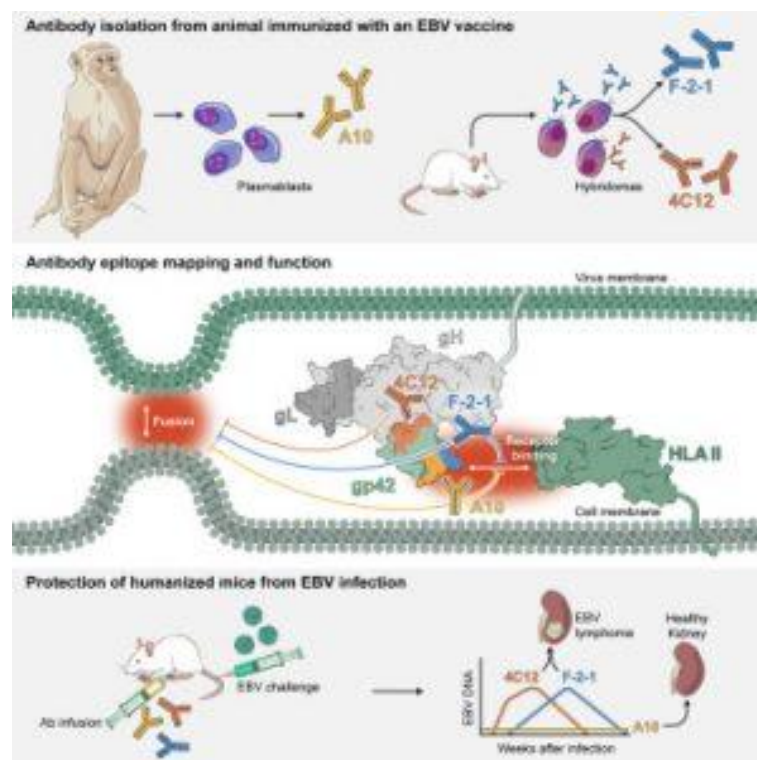 Antibody isolation from animal immunized with an EBV vaccine
F-2-1
A10
Plasmablasts
Hybridomas
4C12
Antibody epitope mapping and function
Virus membrane
gH
4C12
gL
F-2-1
Fusion
Receptor
binding
HLA II
gp42
A10
Cell membrane
Protection of humanized mice from EBV infection
EBV
lymphoma
Healthy
Kidney
EBV challenge
Ab infusion
EBV DNA
4C12
F-2-1
A10
Weeks after infection